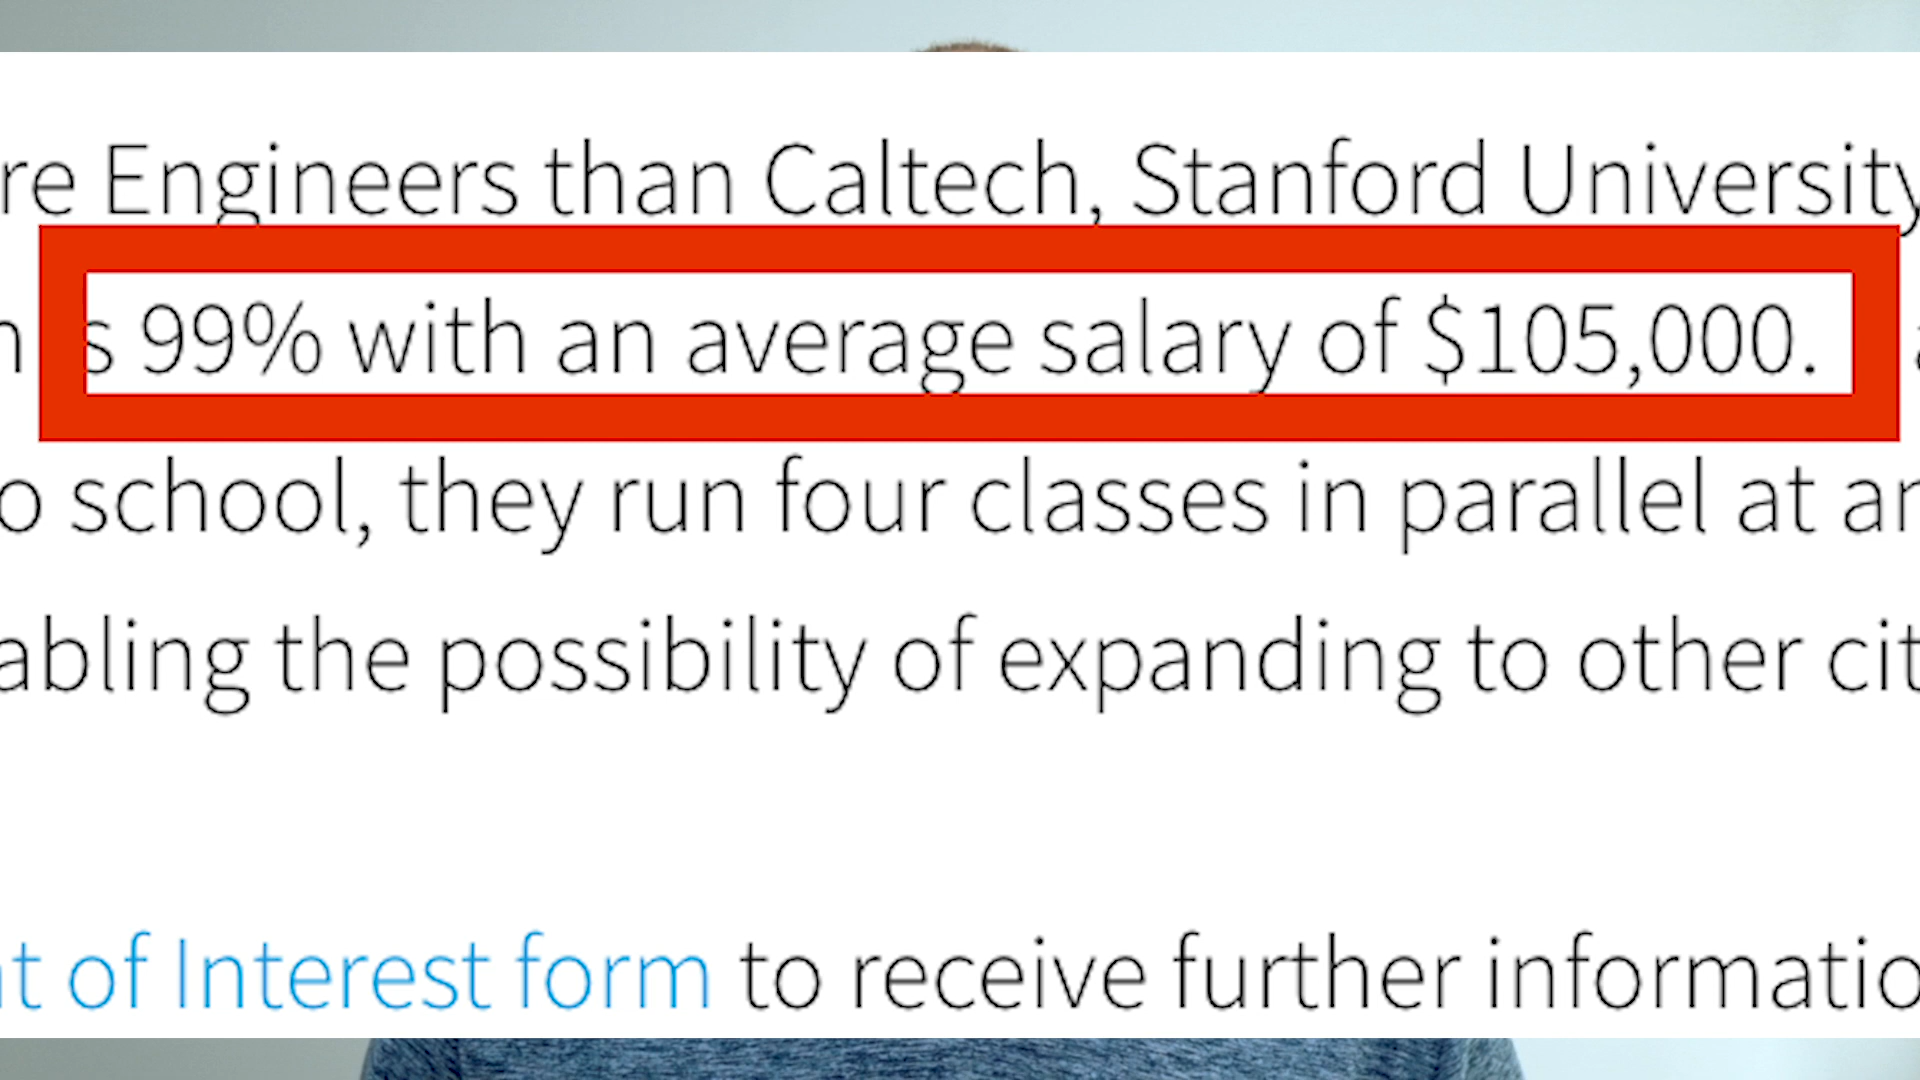 re Engineers than Caltech, Stanford University
s 99% with an average salary of $105,000.
o school, they run four classes in parallel at
abling the possibility of expanding to other cit
t of Interest form to receive further informatio